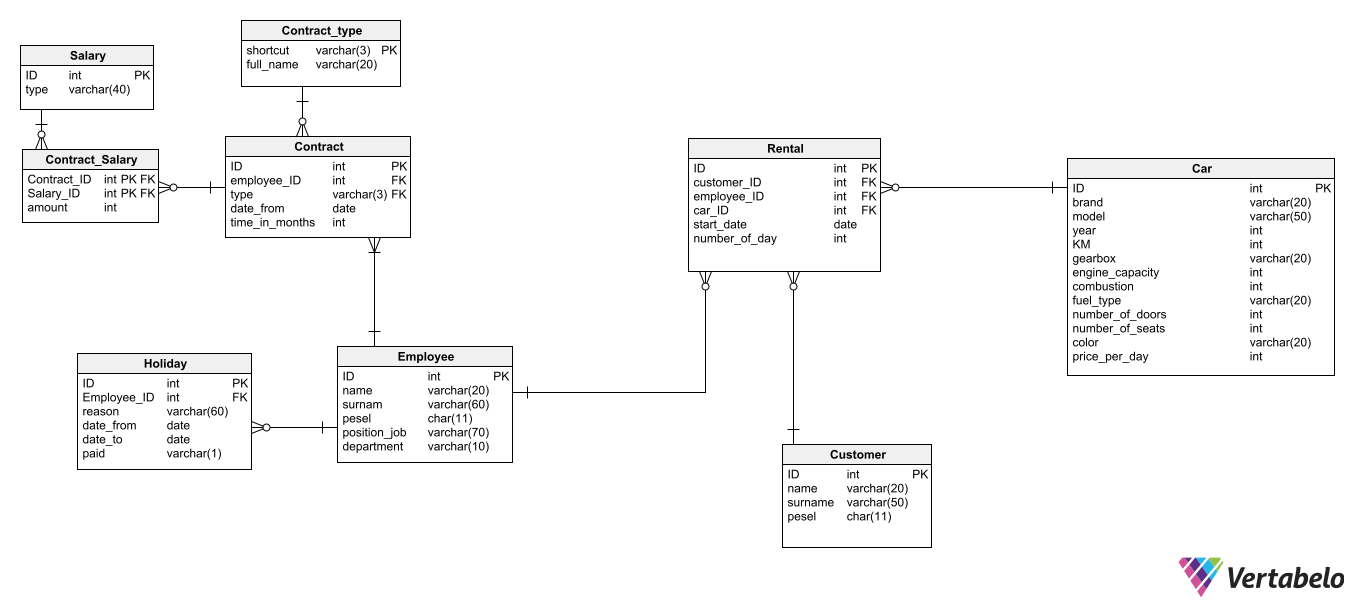 Contract_type
shortcut varchar(3) PK
full_name varchar(20)
Salary
ID int PK
type varchar(40)
Contract_Salary
Contract_ID int PK FK
Salary_ID int PK FK
amount int
Contract
ID int PK
employee_ID int FK
type varchar(3) FK
date_from date
time_in_months int
Rental
ID int PK
customer_ID int FK
employee_ID int FK
car_ID int FK
start_date date
number_of_day int
Car
ID int PK
brand varchar(20)
model varchar(50)
year int
KM int
gearbox varchar(20)
engine_capacity int
combustion int
fuel_type varchar(20)
number_of_doors int
number_of_seats int
color varchar(20)
price_per_day int
Holiday
ID int PK
Employee_ID int FK
reason varchar(60)
date_from date
date_to date
paid varchar(1)
Employee
ID int PK
name varchar(20)
surnam varchar(60)
pesel char(11)
position_job varchar(70)
department varchar(10)
Customer
ID int PK
name varchar(20)
surname varchar(50)
pesel char(11)
Vertabelo